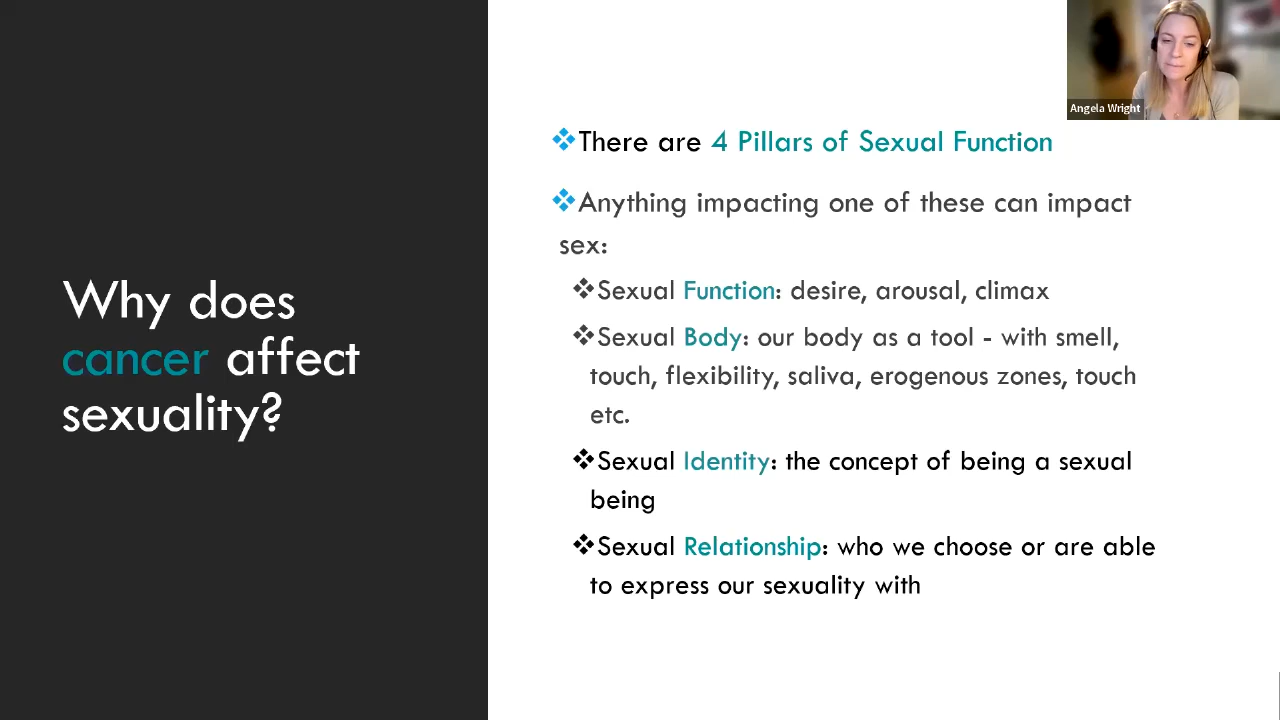 Angela Wright
Why does
cancer affect
sexuality?
❖There are 4 Pillars of Sexual Function
❖Anything impacting one of these can impact
sex:
❖Sexual Function: desire, arousal, climax
❖Sexual Body: our body as a tool - with smell,
touch, flexibility, saliva, erogenous zones, touch
etc.
❖Sexual Identity: the concept of being a sexual
being
❖Sexual Relationship: who we choose or are able
to express our sexuality with